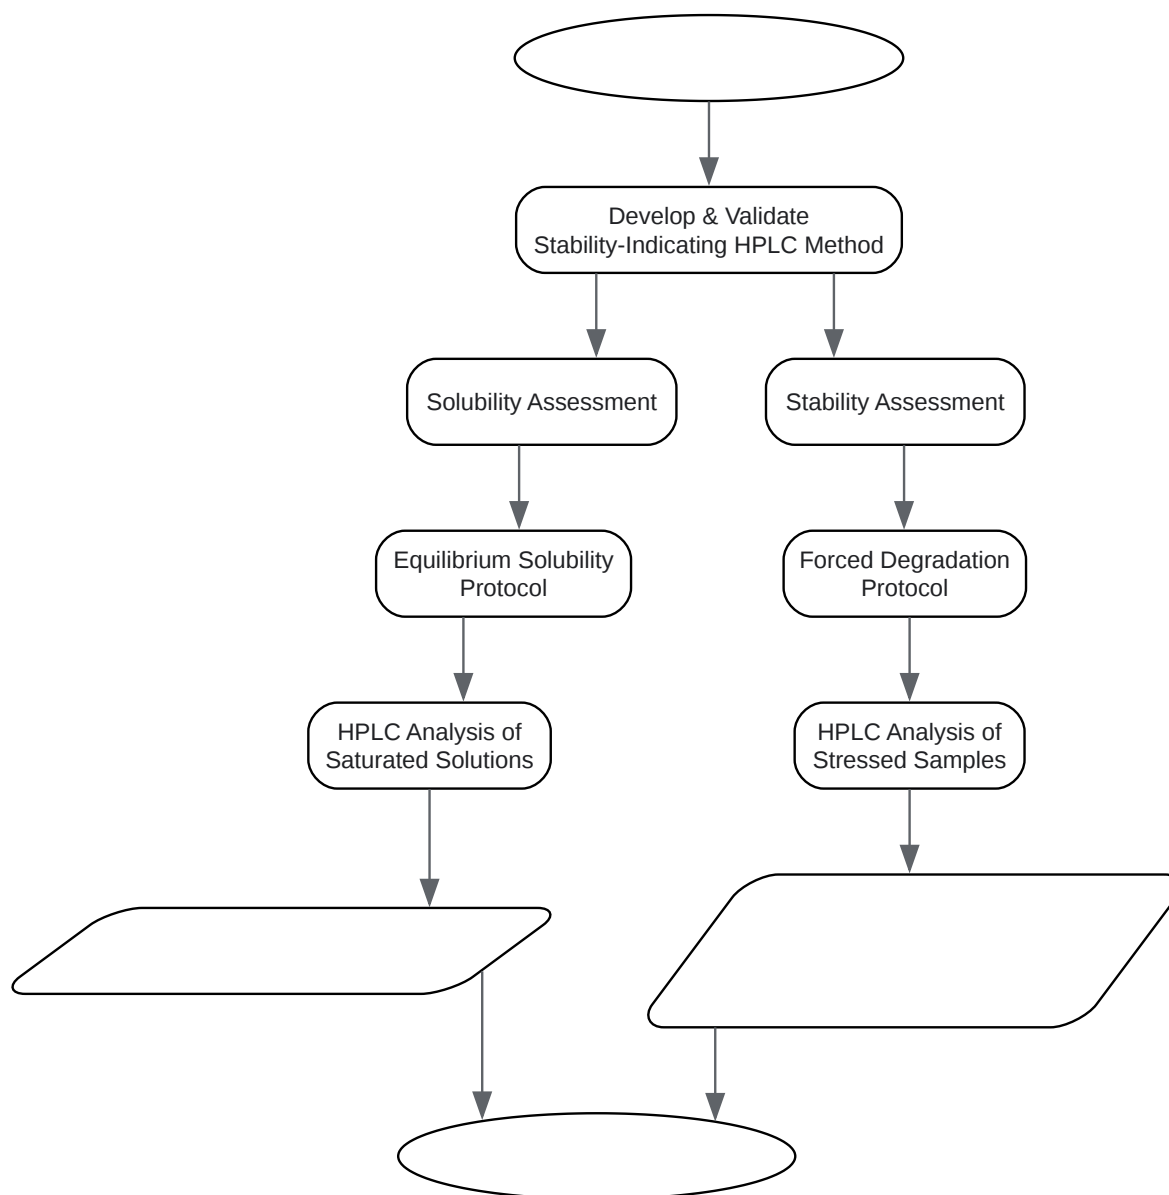 Develop & Validate
Stability-Indicating HPLC Method
Solubility Assessment
Stability Assessment
Equilibrium Solubility
Protocol
Forced Degradation
Protocol
HPLC Analysis of
Saturated Solutions
HPLC Analysis of
Stressed Samples